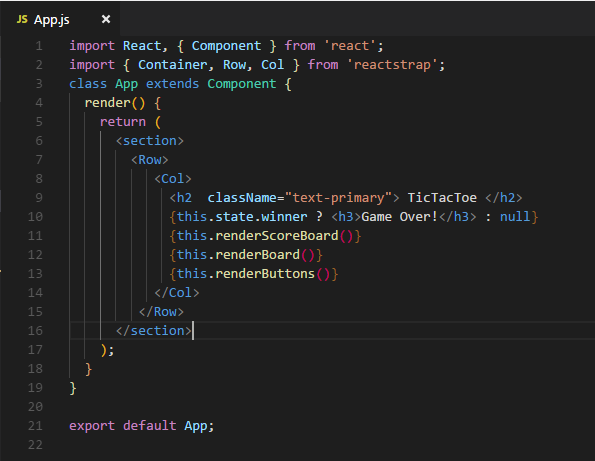 JS App.js ×
1 import React, { Component } from 'react';
2 import { Container, Row, Col } from 'reactstrap';
3 class App extends Component {
4   render() {
5     return (
6       <section>
7         <Row>
8            <Col>
9              <h2  className="text-primary"> TicTacToe </h2>
10             {this.state.winner ? <h3>Game Over!</h3> : null}
11             {this.renderScoreBoard()}
12             {this.renderBoard()}
13             {this.renderButtons()}
14           </Col>
15         </Row>
16      </section>
17    );
18  }
19 }
20
21 export default App;
22